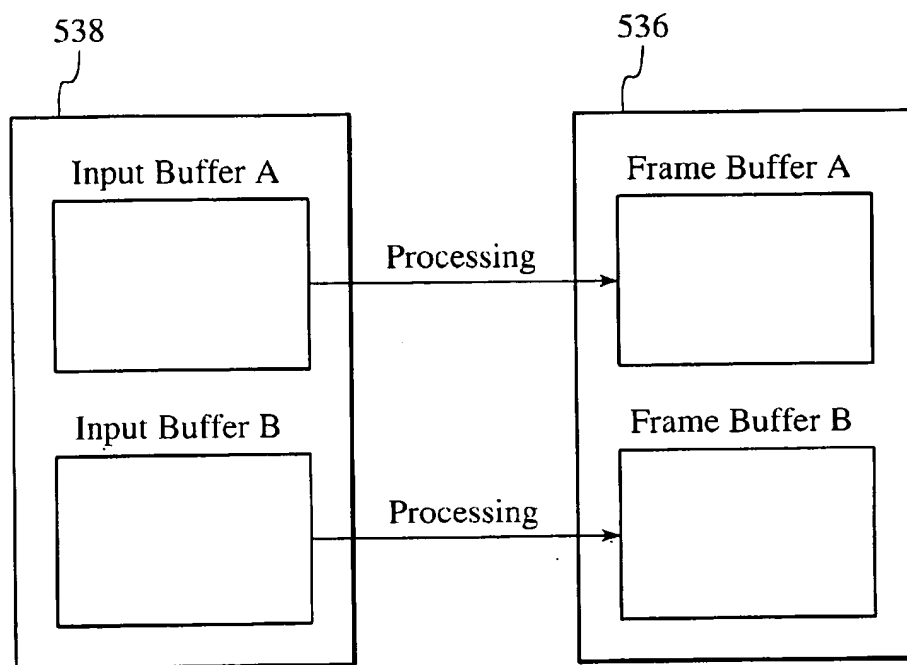 538
536
Input Buffer A
Frame Buffer A
Processing
Input Buffer B
Frame Buffer B
Processing